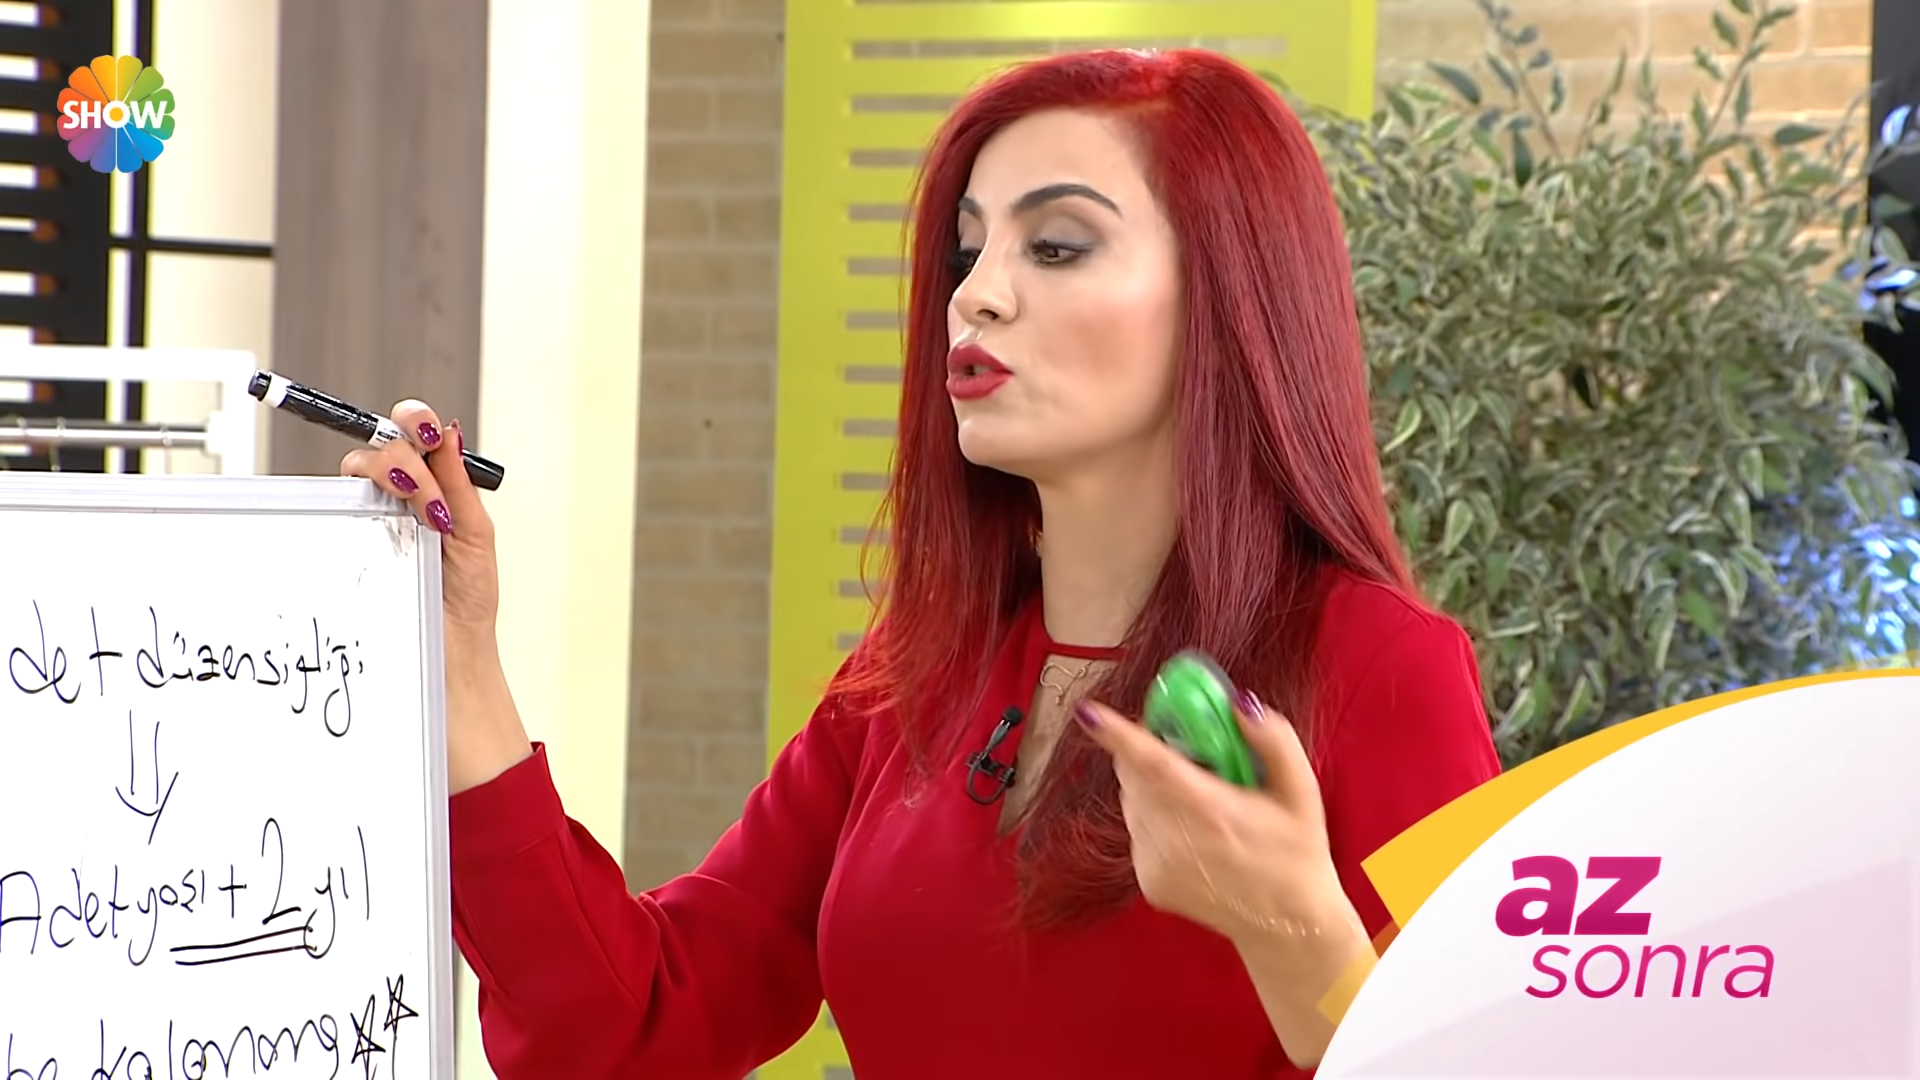 SHOW
det düzensizliği
Adet yaşı + 2 yıl
az
sonra